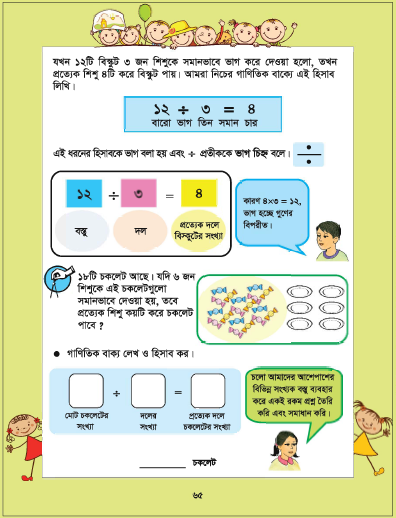 যখন ১২টি বিস্কুট ৩ জন শিশুকে সমানভাবে ভাগ করে দেওয়া হলো, তখন
প্রত্যেক শিশু ৪টি করে বিস্কুট পায়। আমরা নিচের গাণিতিক বাক্যে এই হিসাব
লিখি।
১২ ÷ ৩ = ৪
বারো ভাগ তিন সমান চার
এই ধরনের হিসাবকে ভাগ বলা হয় এবং ÷ প্রতীককে ভাগ চিহ্ন বলে।
÷
১২ ÷ ৩ = ৪
বস্তু
দল
প্রত্যেক দলে
বিস্কুটের সংখ্যা
কারণ ৪×৩ = ১২,
ভাগ হচ্ছে গুণের
বিপরীত।
১৮টি চকলেট আছে। যদি ৬ জন
শিশুকে এই চকলেটগুলো
সমানভাবে দেওয়া হয়, তবে
প্রত্যেক শিশু কয়টি করে চকলেট
পাবে ?
● গাণিতিক বাক্য লেখ ও হিসাব কর।
÷ =
মোট চকলেটের
সংখ্যা
দলের
সংখ্যা
প্রত্যেক দলে
চকলেটের সংখ্যা
চলো আমাদের আশেপাশের
বিভিন্ন সংখ্যক বস্তু ব্যবহার
করে একই রকম প্রশ্ন তৈরি
করি এবং সমাধান করি।
চকলেট
৬৫